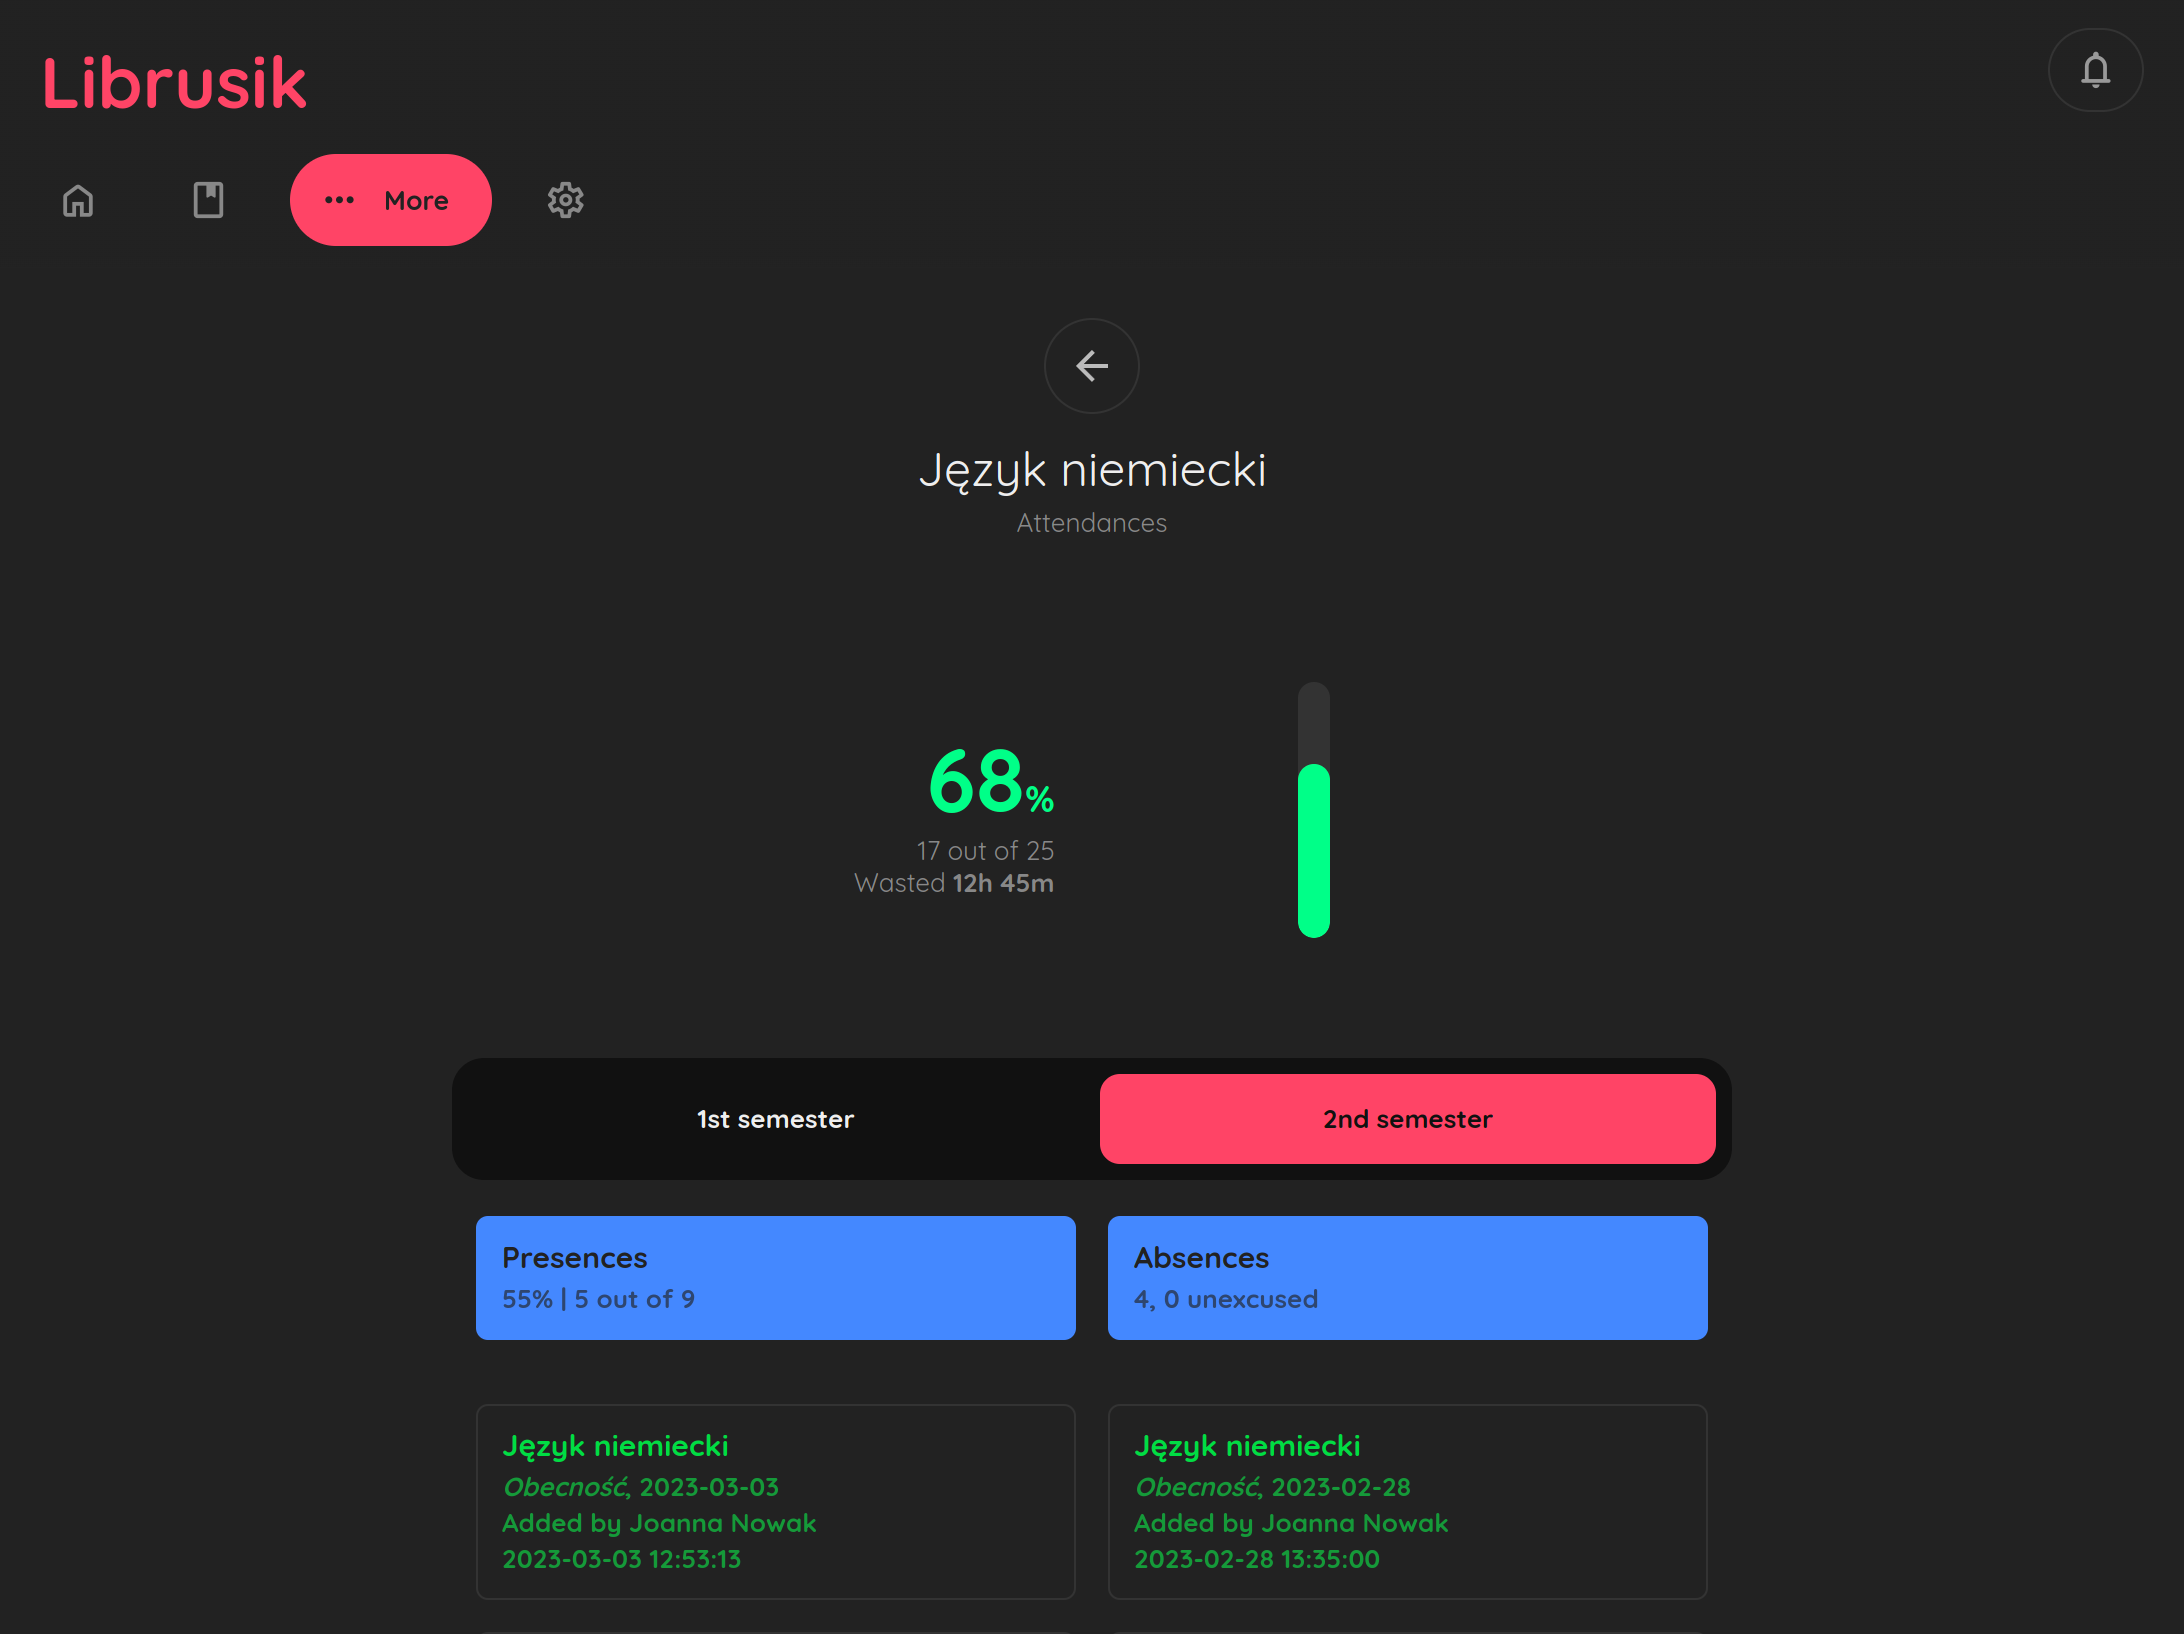 Librusik
More
Język niemiecki
Attendances
68%
17 out of 25
Wasted 12h 45m
1st semester
2nd semester
Presences
55% | 5 out of 9
Absences
4, 0 unexcused
Język niemiecki
Obecność, 2023-03-03
Added by Joanna Nowak
2023-03-03 12:53:13
Język niemiecki
Obecność, 2023-02-28
Added by Joanna Nowak
2023-02-28 13:35:00